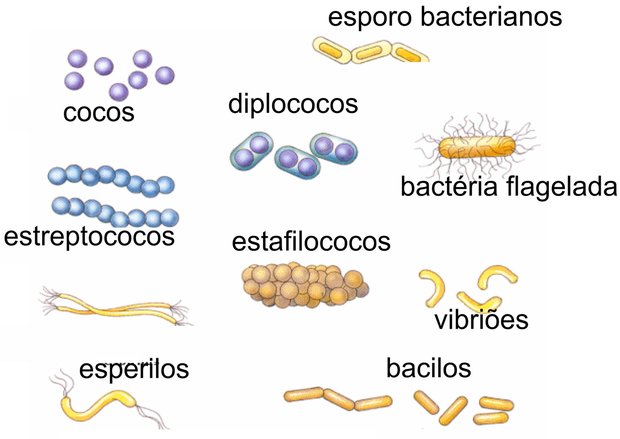 esporo bacterianos
cocos
diplococos
bactéria flagelada
estreptococos
estafilococos
vibriões
esperilos
bacilos